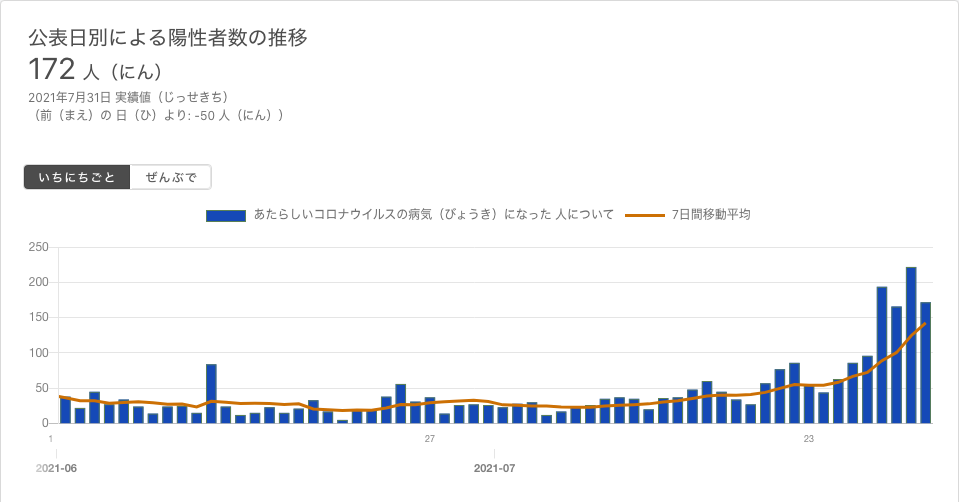 公表日別による陽性者数の推移
172 人（にん）
2021年7月31日 実績値（じっせきち）
（前（まえ）の 日（ひ）より: -50 人（にん））
いちにちごと ぜんぶで
あたらしいコロナウイルスの病気（びょうき）になった 人について 7日間移動平均
250
200
150
100
50
0
1 27 23
2021-06 2021-07